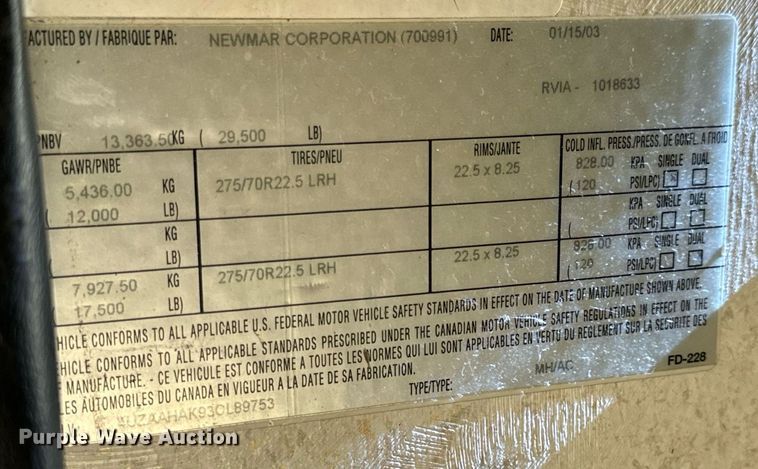 ACTURED BY / FABRIQUE PAR: NEWMAR CORPORATION (700991) DATE: 01/15/03
RVIA - 1018633
PNBV 13,363.50 KG ( 29,500 LB)
GAWR/PNBE TIRES/PNEU RIMS/JANTE COLD INFL. PRESS./PRESS. DE GONFL. A FROID
5,436.00 KG 275/70R22.5 LRH 22.5 x 8.25 828.00 KPA SINGLE DUAL
( 12,000 LB) ( 120 PSI/LPC)
KG KPA SINGLE DUAL
( LB) ( PSI/LPC)
7,927.50 KG 275/70R22.5 LRH 22.5 x 8.25 828.00 KPA SINGLE DUAL
( 17,500 LB) ( 120 PSI/LPC)
HICLE CONFORMS TO ALL APPLICABLE U.S. FEDERAL MOTOR VEHICLE SAFETY STANDARDS IN EFFECT ON THE DATE OF MANUFACTURE SHOWN ABOVE.
HICLE CONFORMS TO ALL APPLICABLE STANDARDS PRESCRIBED UNDER THE CANADIAN MOTOR VEHICLE SAFETY REGULATIONS IN EFFECT ON THE
E MANUFACTURE. - CE VEHICULE EST CONFORME A TOUTES LES NORMES QUI LUI SONT APPLICABLES EN VERTU DU REGLEMENT SUR LA SECURITE DES
LES AUTOMOBILES DU CANADA EN VIGUEUR A LA DATE DE SA FABRICATION.
TYPE/TYPE: MH/AC FD-228
UZAAHAK93CL89753
Purple Wave Auction